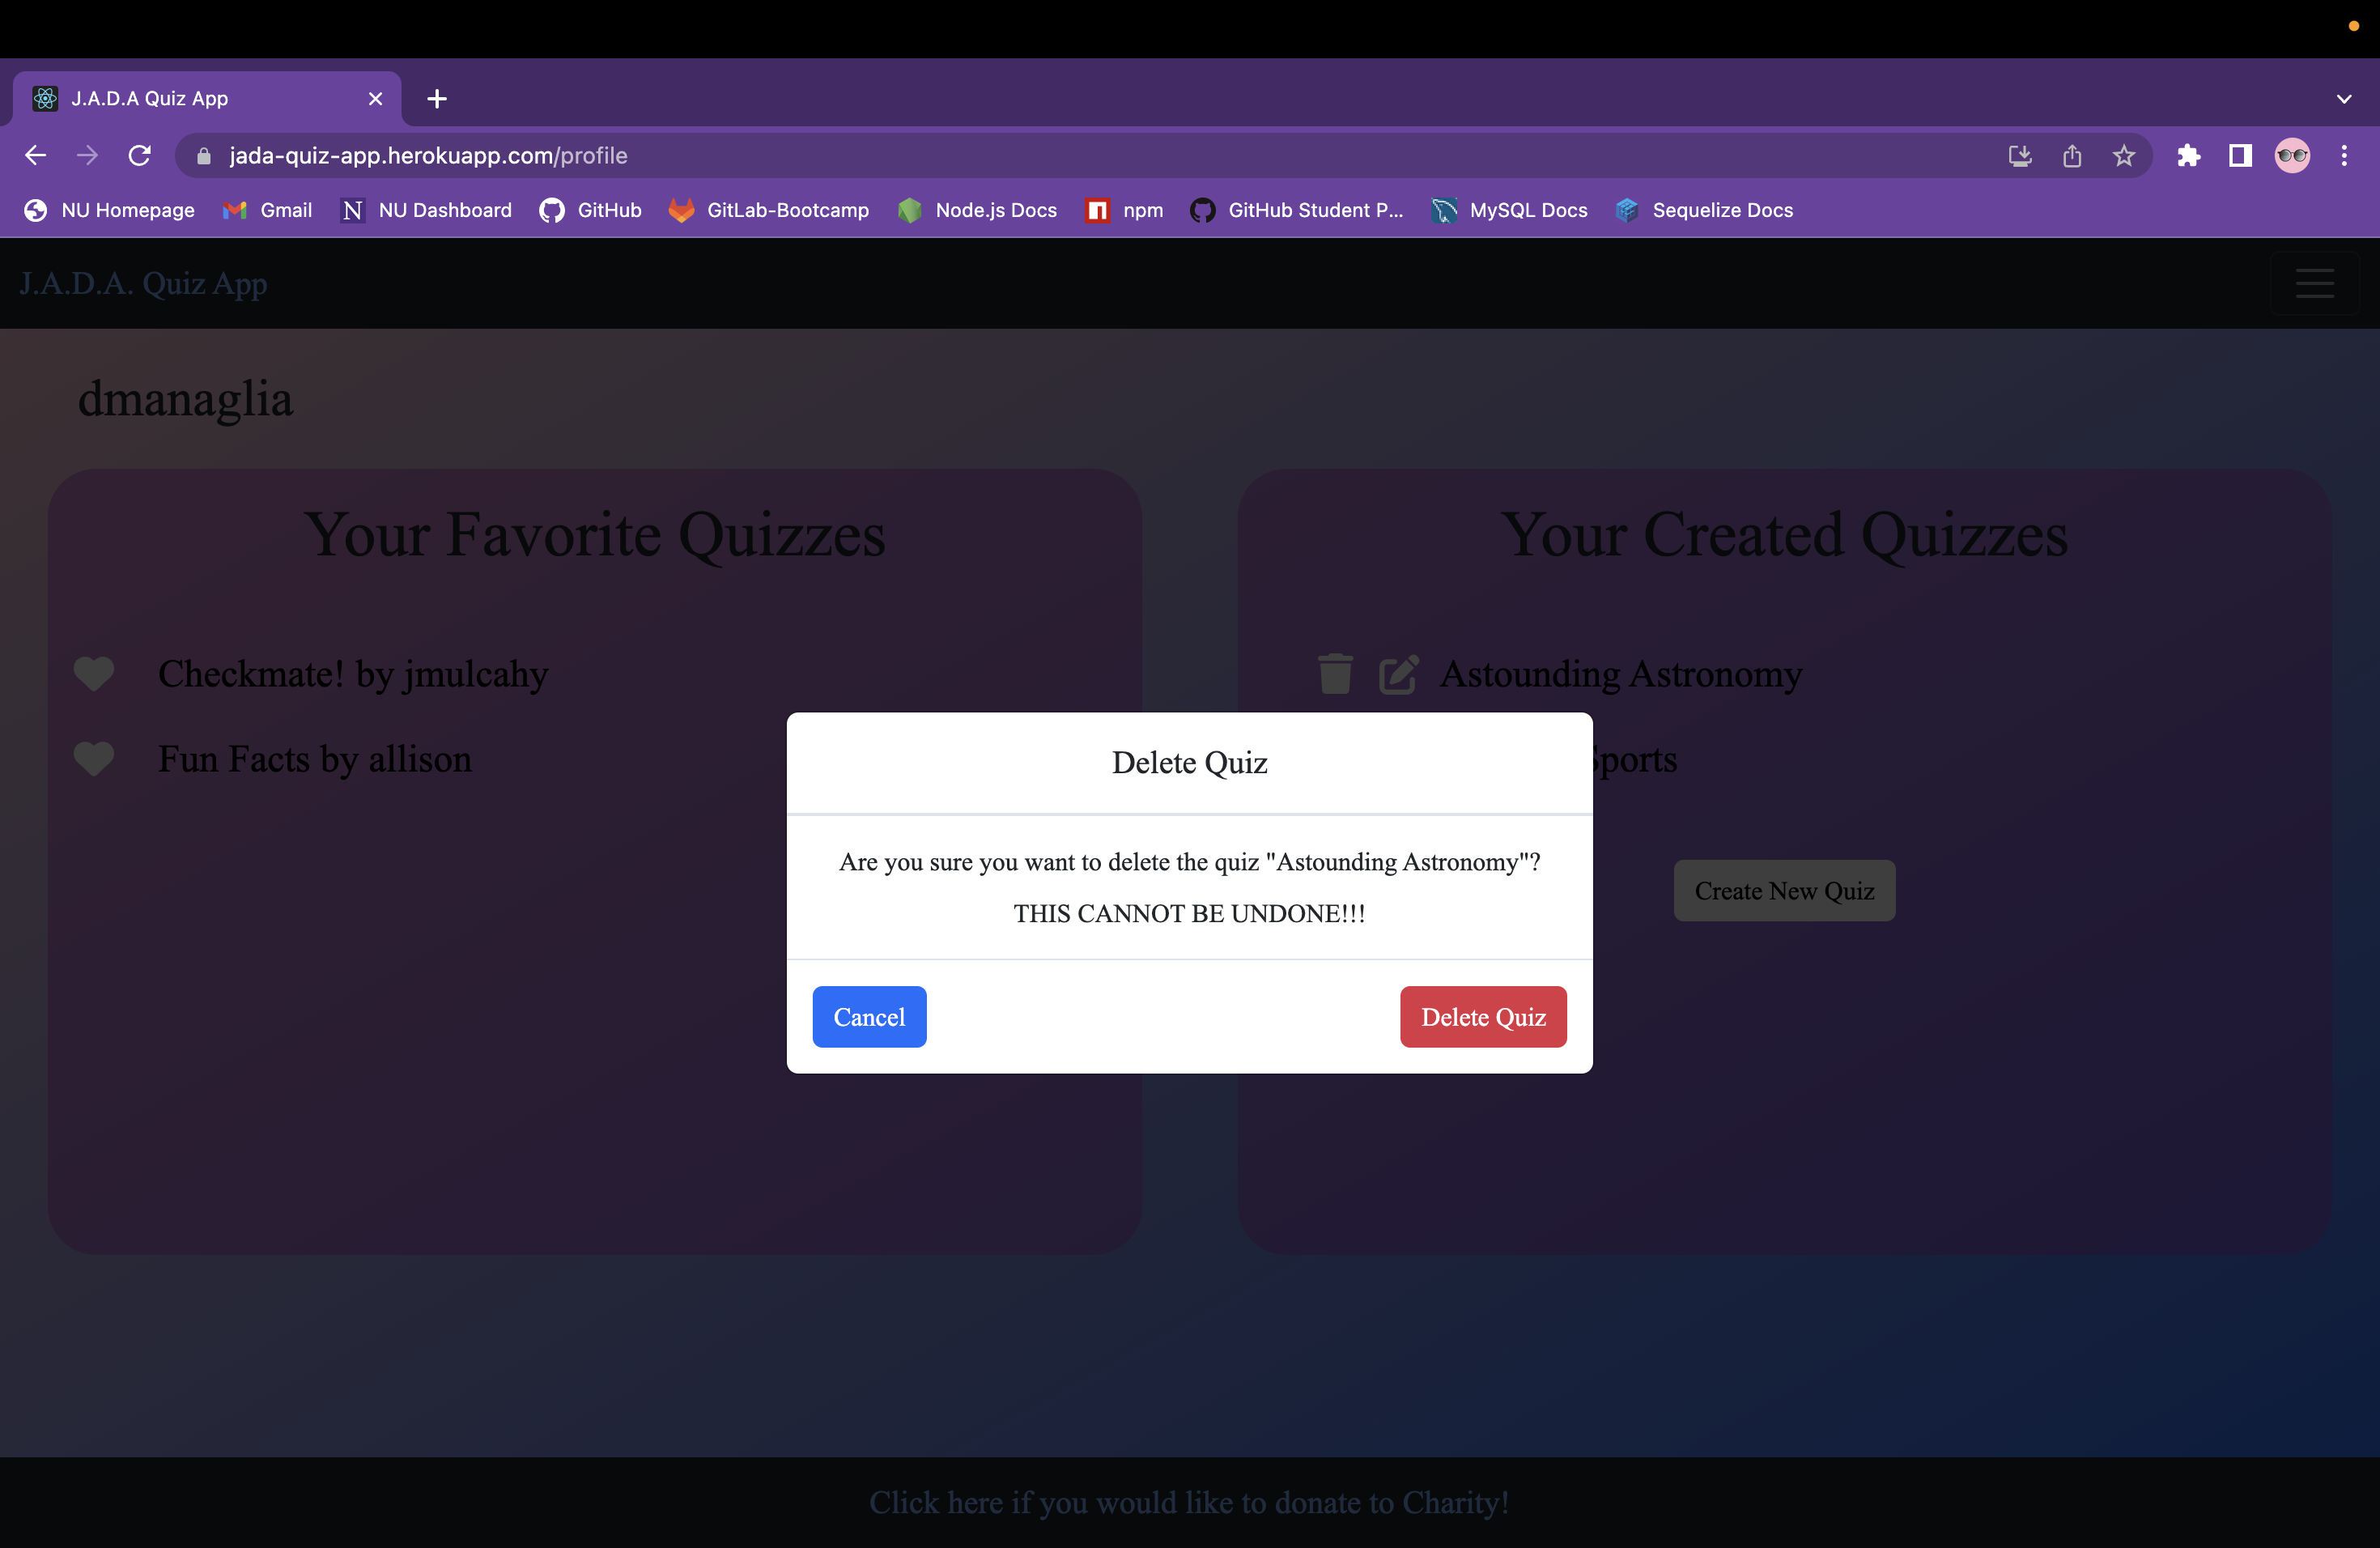 J.A.D.A Quiz App
jada-quiz-app.herokuapp.com/profile
NU Homepage Gmail N NU Dashboard GitHub GitLab-Bootcamp Node.js Docs npm GitHub Student P... MySQL Docs Sequelize Docs
J.A.D.A. Quiz App
dmanaglia
Your Favorite Quizzes
Checkmate! by jmulcahy
Fun Facts by allison
Your Created Quizzes
Astounding Astronomy
Sports
Create New Quiz
Delete Quiz
Are you sure you want to delete the quiz "Astounding Astronomy"?
THIS CANNOT BE UNDONE!!!
Cancel Delete Quiz
Click here if you would like to donate to Charity!